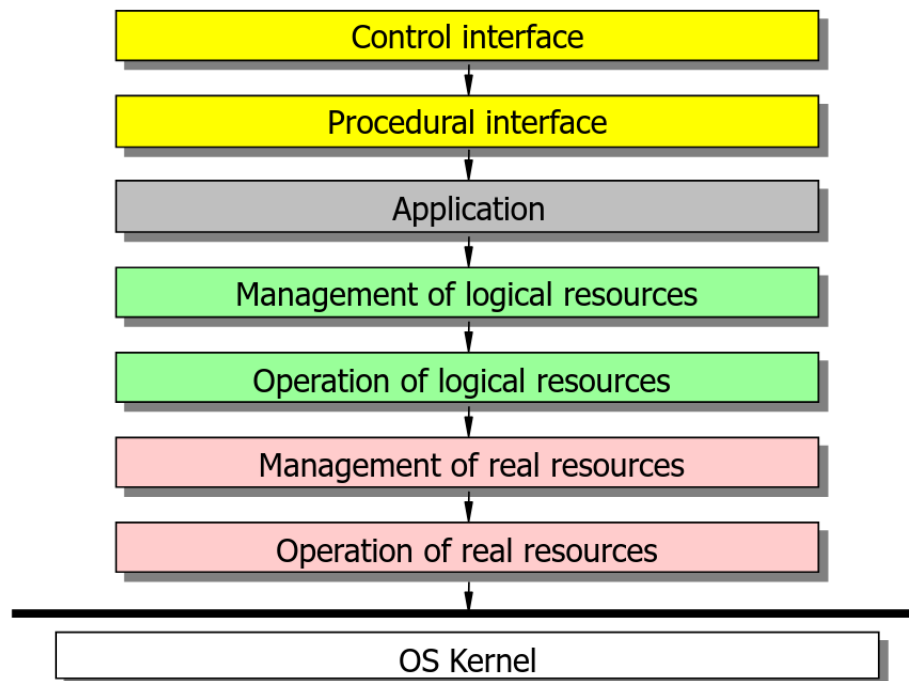 Control interface
Procedural interface
Application
Management of logical resources
Operation of logical resources
Management of real resources
Operation of real resources
OS Kernel